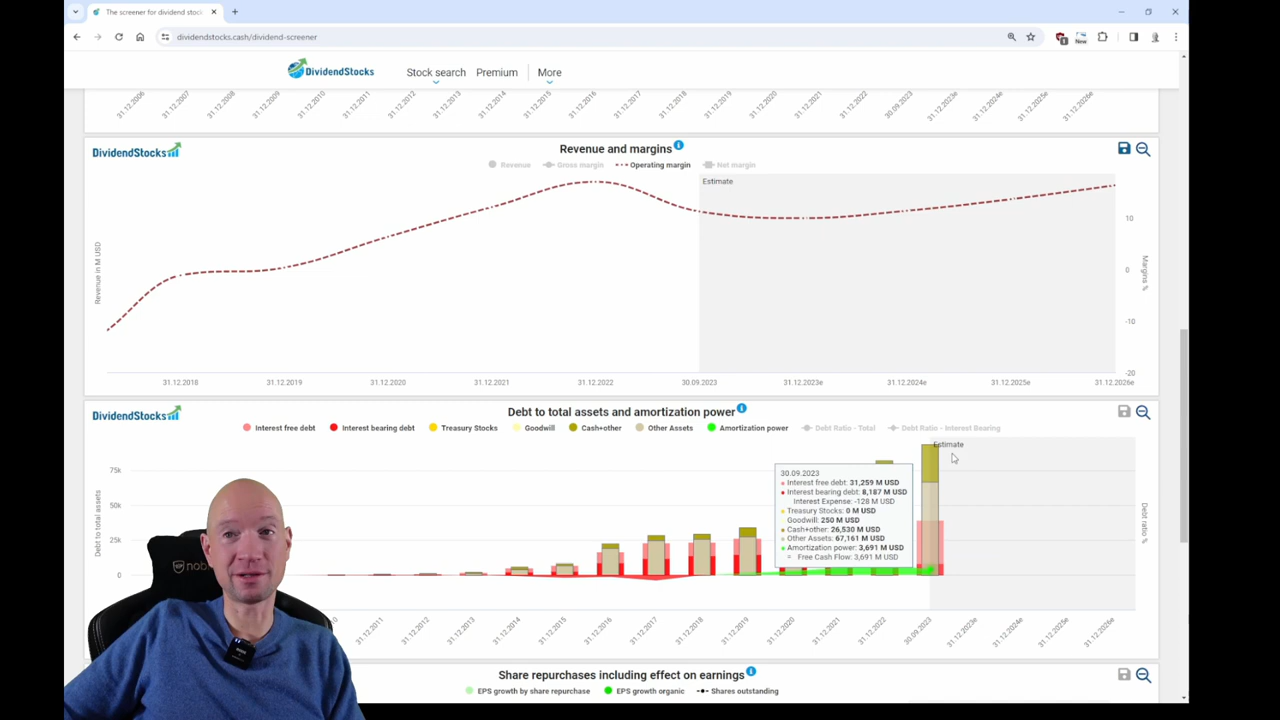 The screener for dividend stock
dividendstocks.cash/dividend-screener
New
DividendStocks
Stock search
Premium
More
31.12.2006
31.12.2007
31.12.2008
31.12.2009
31.12.2010
31.12.2011
31.12.2012
31.12.2013
31.12.2014
31.12.2015
31.12.2016
31.12.2017
31.12.2018
31.12.2019
31.12.2020
31.12.2021
31.12.2022
30.09.2023
31.12.2023e
31.12.2024e
31.12.2025e
31.12.2026e
DividendStocks
Revenue and margins
Revenue
Gross margin
Operating margin
Net margin
Estimate
Revenue in M USD
10
0
-10
-20
Margins %
31.12.2018
31.12.2019
31.12.2020
31.12.2021
31.12.2022
30.09.2023
31.12.2023e
31.12.2024e
31.12.2025e
31.12.2026e
DividendStocks
Debt to total assets and amortization power
Interest free debt
Interest bearing debt
Treasury Stocks
Goodwill
Cash+other
Other Assets
Amortization power
Debt Ratio - Total
Debt Ratio - Interest Bearing
Estimate
Debt to total assets
75k
50k
25k
0
Debt ratio %
30.09.2023
Interest free debt: 31,259 M USD
Interest bearing debt: 8,187 M USD
Interest Expense: -128 M USD
Treasury Stocks: 0 M USD
Goodwill: 250 M USD
Cash+other: 26,530 M USD
Other Assets: 67,161 M USD
Amortization power: 3,691 M USD
= Free Cash Flow: 3,691 M USD
31.12.2011
31.12.2012
31.12.2013
31.12.2014
31.12.2015
31.12.2016
31.12.2017
31.12.2018
31.12.2019
31.12.2020
31.12.2021
31.12.2022
30.09.2023
31.12.2023e
31.12.2024e
31.12.2025e
31.12.2026e
Share repurchases including effect on earnings
EPS growth by share repurchase
EPS growth organic
Shares outstanding